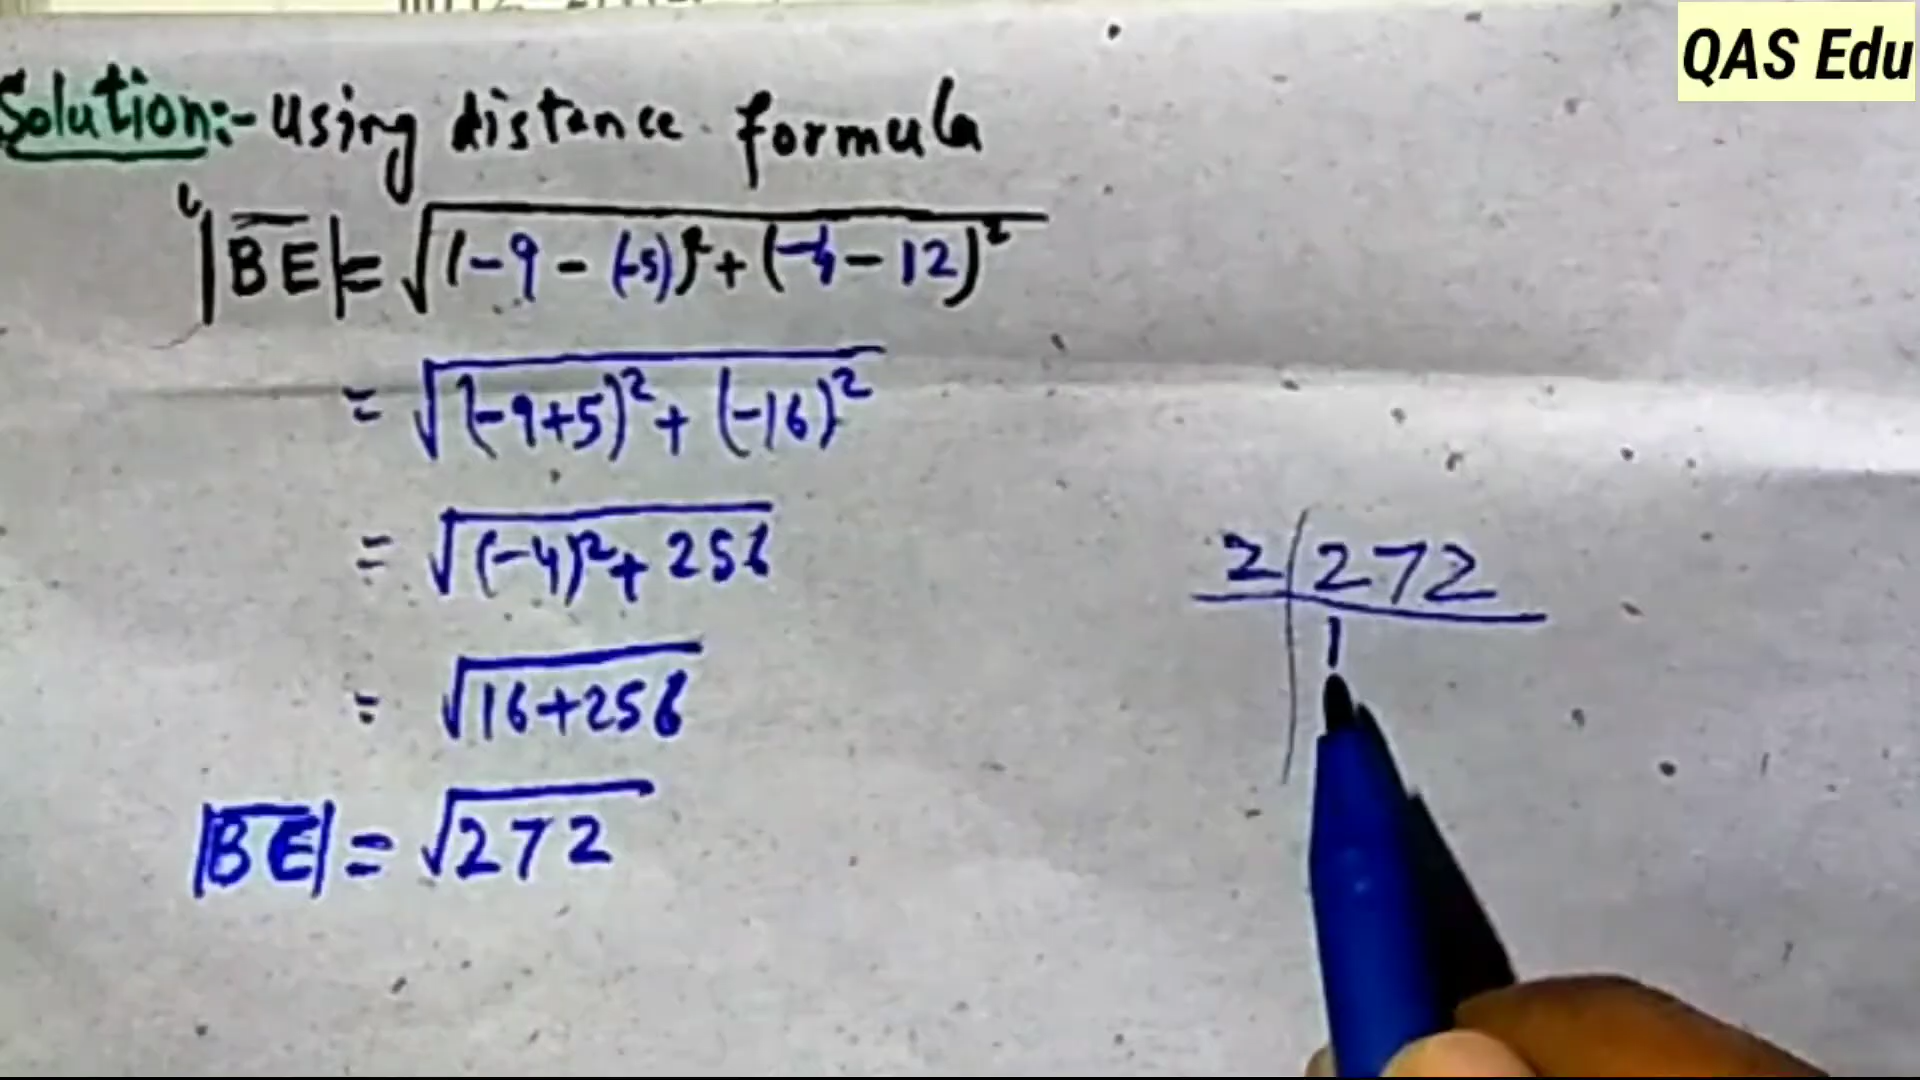 QAS Edu
Solution:- Using distance formula
|BE| = √(-9 - (-5))² + (-4 - 12)²
= √(-9+5)² + (-16)²
= √(-4)² + 256
= √16+256
|BE| = √272
2 | 272
1